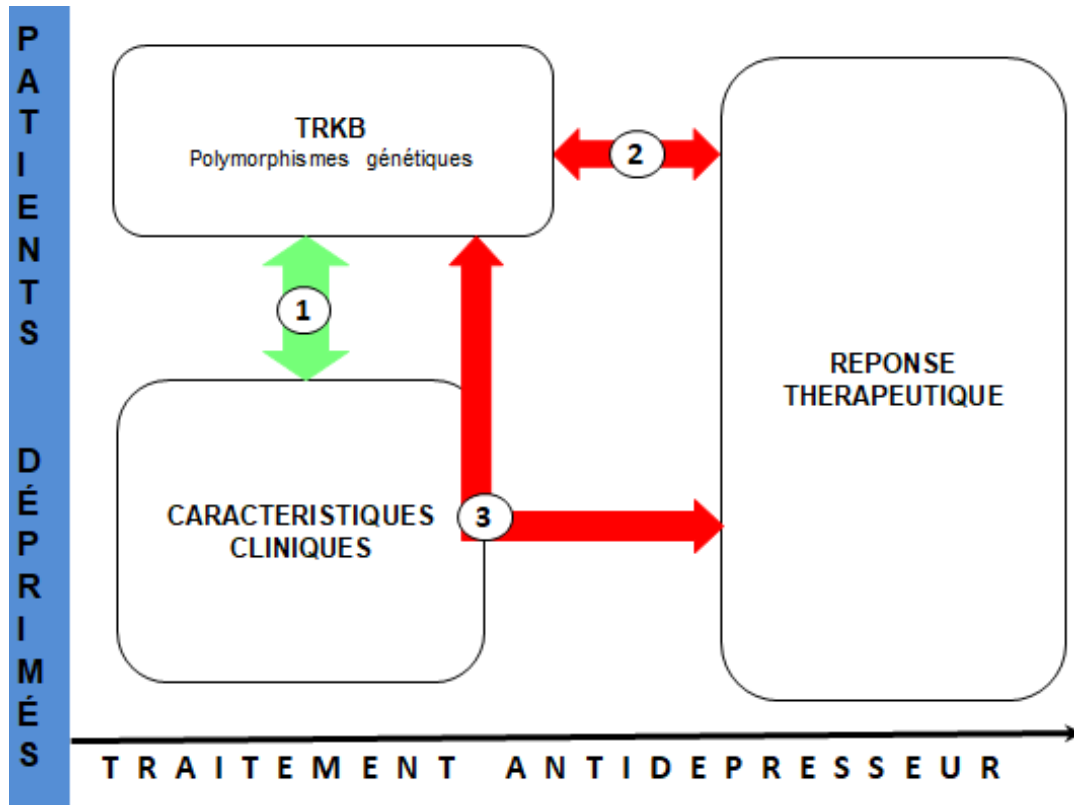 PATIENTS DÉPRIMÉS
TRKB
Polymorphismes génétiques
2
1
REPONSE
THERAPEUTIQUE
CARACTERISTIQUES
CLINIQUES
3
TRAITEMENT ANTIDEPRESSEUR